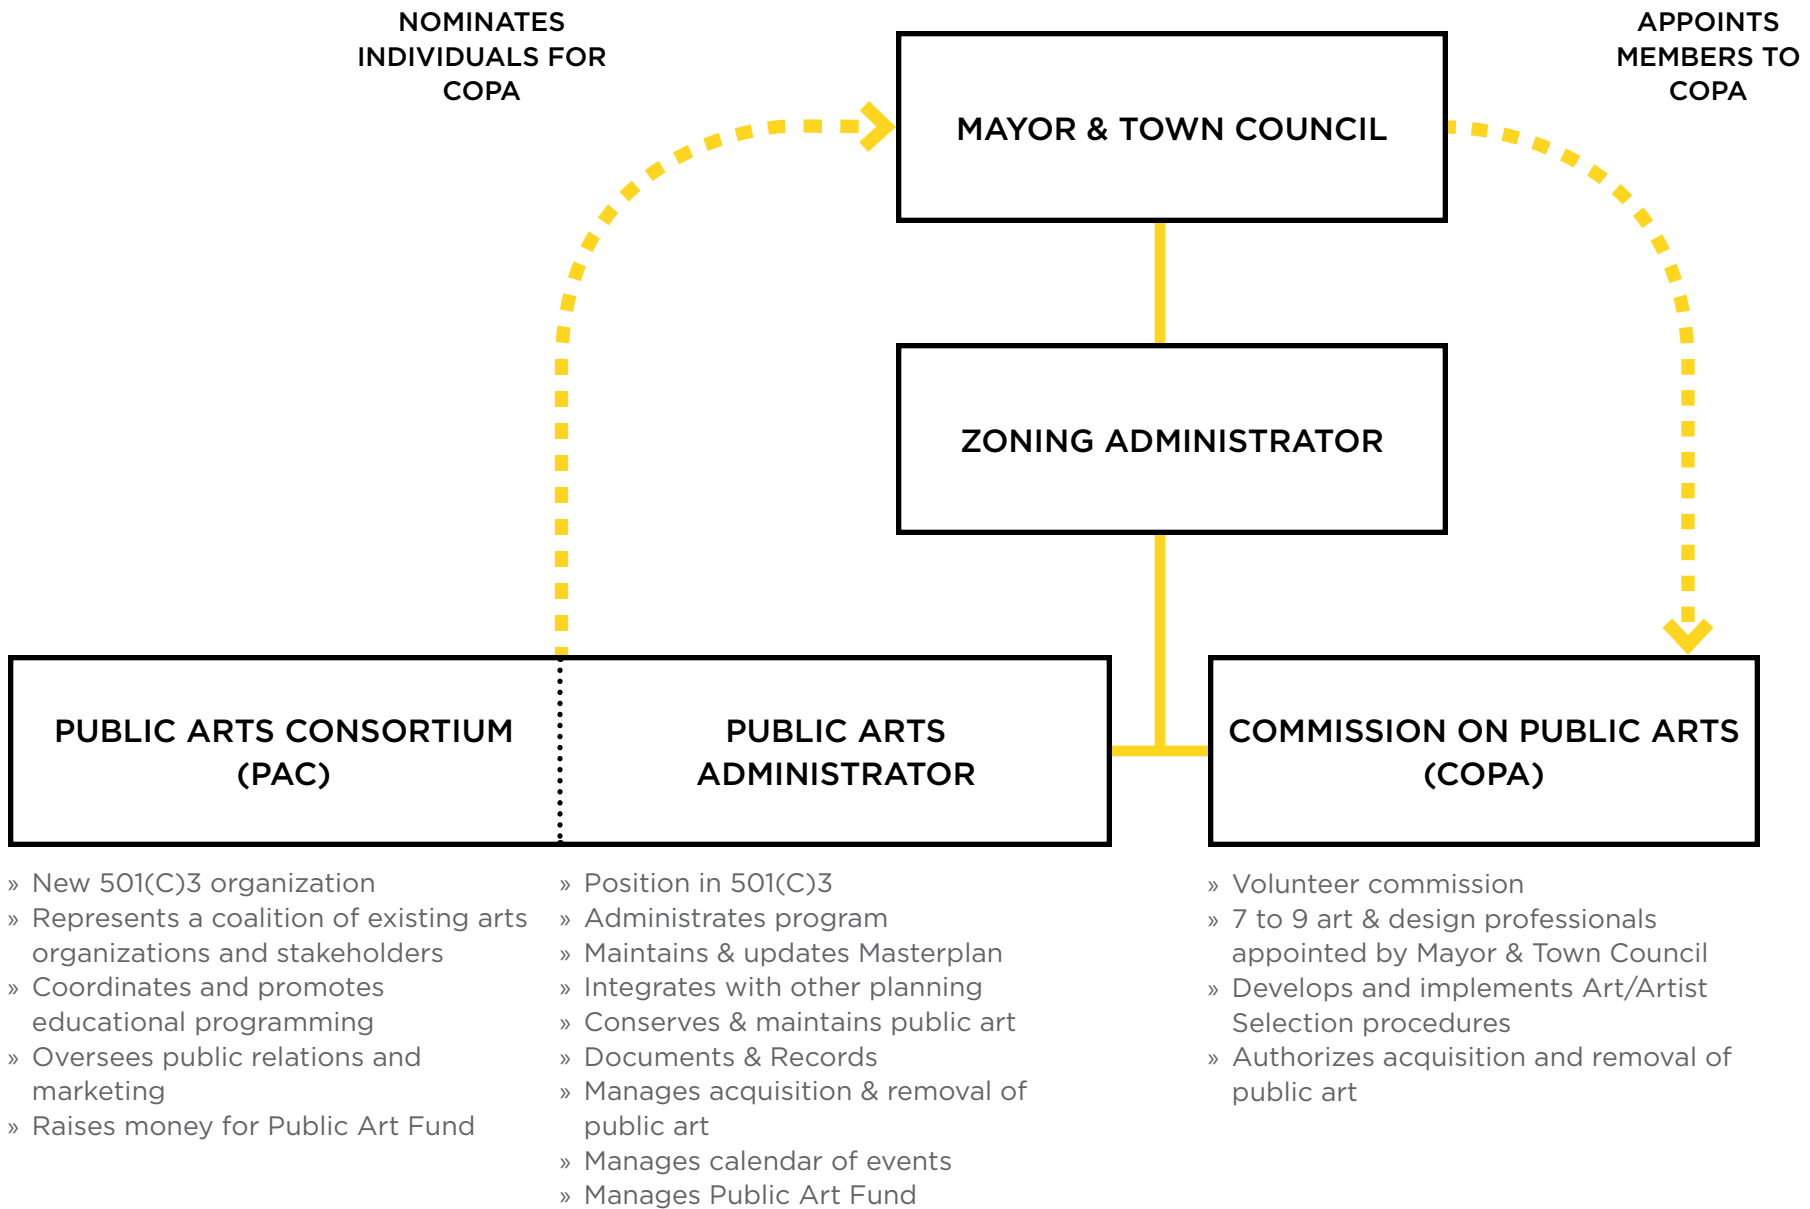 NOMINATES
INDIVIDUALS FOR
COPA
APPOINTS
MEMBERS TO
COPA
MAYOR & TOWN COUNCIL
ZONING ADMINISTRATOR
PUBLIC ARTS CONSORTIUM
(PAC)
PUBLIC ARTS
ADMINISTRATOR
COMMISSION ON PUBLIC ARTS
(COPA)
» New 501(C)3 organization
» Represents a coalition of existing arts
organizations and stakeholders
» Coordinates and promotes
educational programming
» Oversees public relations and
marketing
» Raises money for Public Art Fund
» Position in 501(C)3
» Administrates program
» Maintains & updates Masterplan
» Integrates with other planning
» Conserves & maintains public art
» Documents & Records
» Manages acquisition & removal of
public art
» Manages calendar of events
» Manages Public Art Fund
» Volunteer commission
» 7 to 9 art & design professionals
appointed by Mayor & Town Council
» Develops and implements Art/Artist
Selection procedures
» Authorizes acquisition and removal of
public art